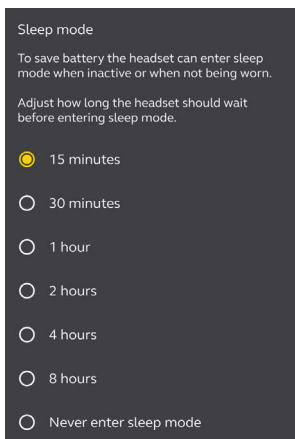 Sleep mode
To save battery the headset can enter sleep
mode when inactive or when not being worn.
Adjust how long the headset should wait
before entering sleep mode.
15 minutes
30 minutes
1 hour
2 hours
4 hours
8 hours
Never enter sleep mode